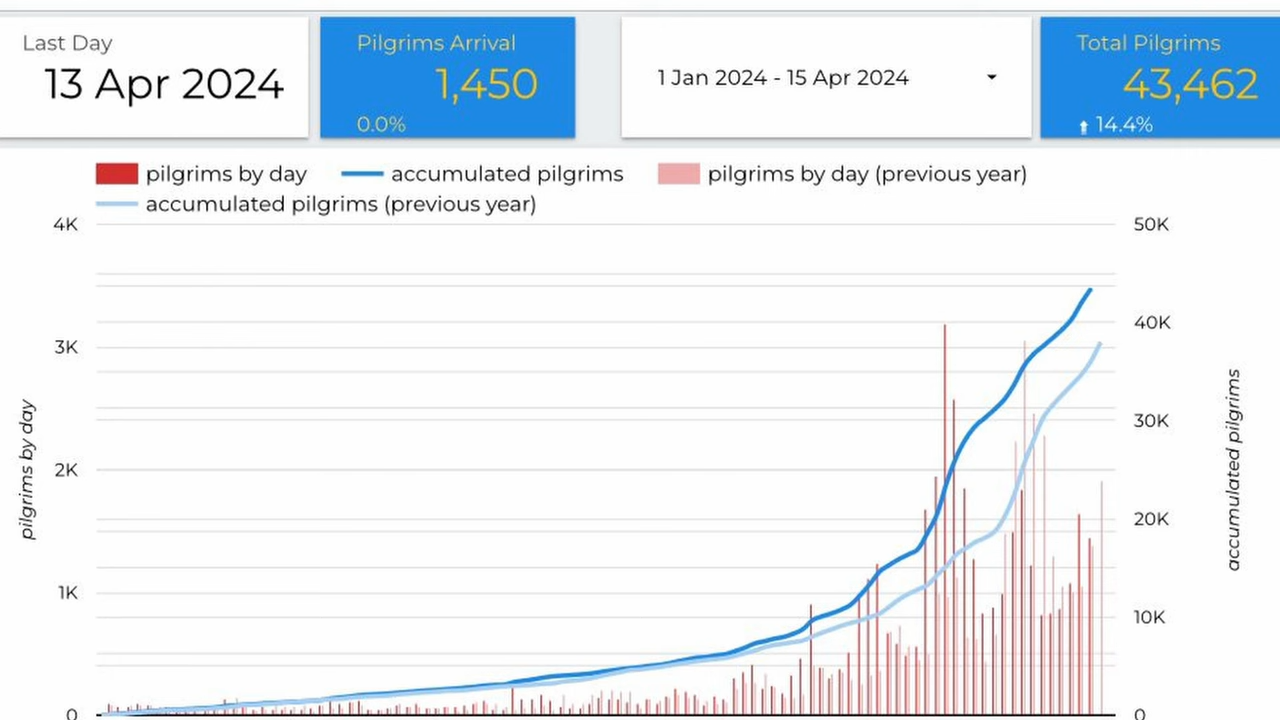 Last Day
13 Apr 2024
Pilgrims Arrival
1,450
0.0%
1 Jan 2024 - 15 Apr 2024
Total Pilgrims
43,462
14.4%
pilgrims by day
accumulated pilgrims
pilgrims by day (previous year)
accumulated pilgrims (previous year)
4K
3K
2K
1K
0
pilgrims by day
50K
40K
30K
20K
10K
0
accumulated pilgrims